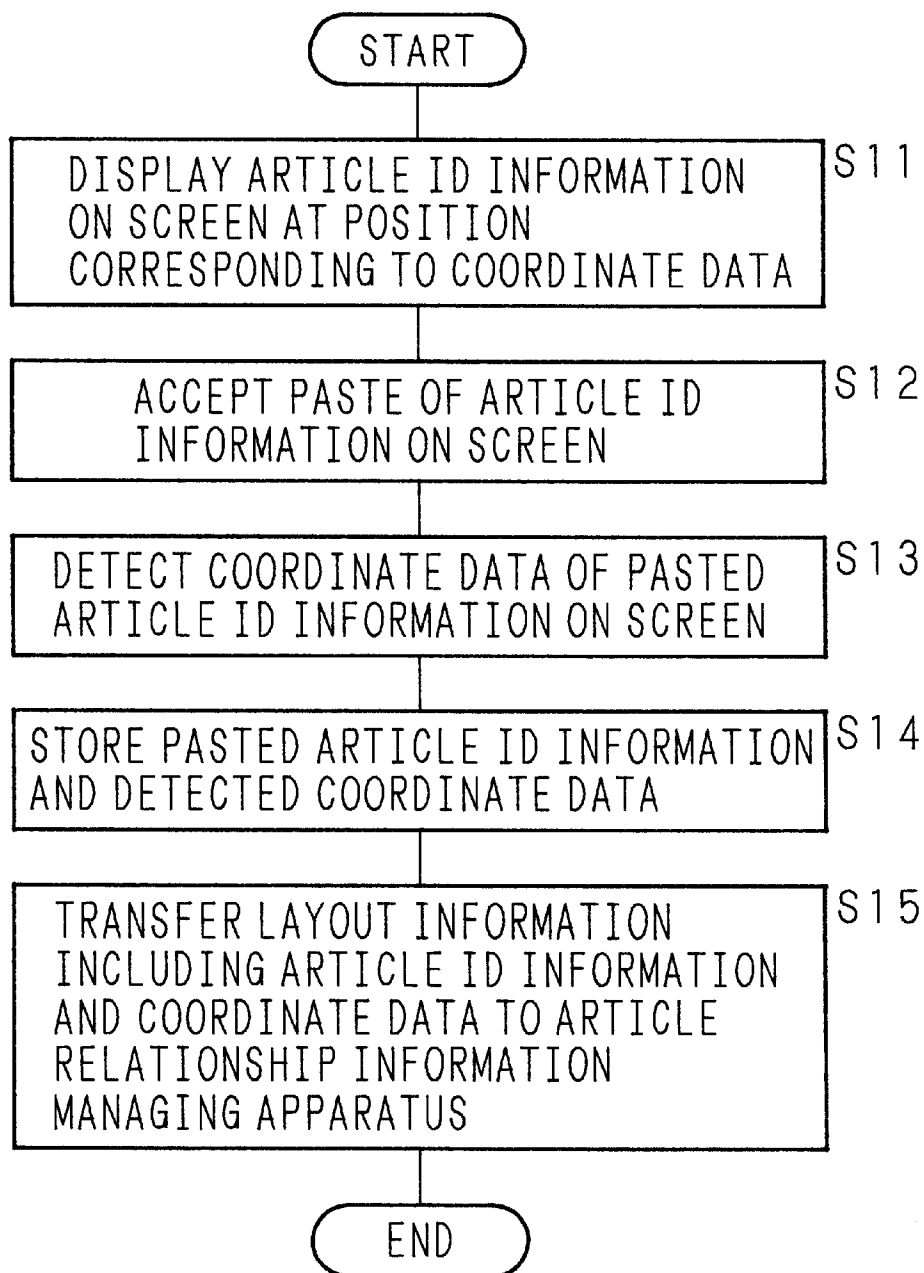 START
S11
DISPLAY ARTICLE ID INFORMATION
ON SCREEN AT POSITION
CORRESPONDING TO COORDINATE DATA
S12
ACCEPT PASTE OF ARTICLE ID
INFORMATION ON SCREEN
S13
DETECT COORDINATE DATA OF PASTED
ARTICLE ID INFORMATION ON SCREEN
S14
STORE PASTED ARTICLE ID INFORMATION
AND DETECTED COORDINATE DATA
S15
TRANSFER LAYOUT INFORMATION
INCLUDING ARTICLE ID INFORMATION
AND COORDINATE DATA TO ARTICLE
RELATIONSHIP INFORMATION
MANAGING APPARATUS
END